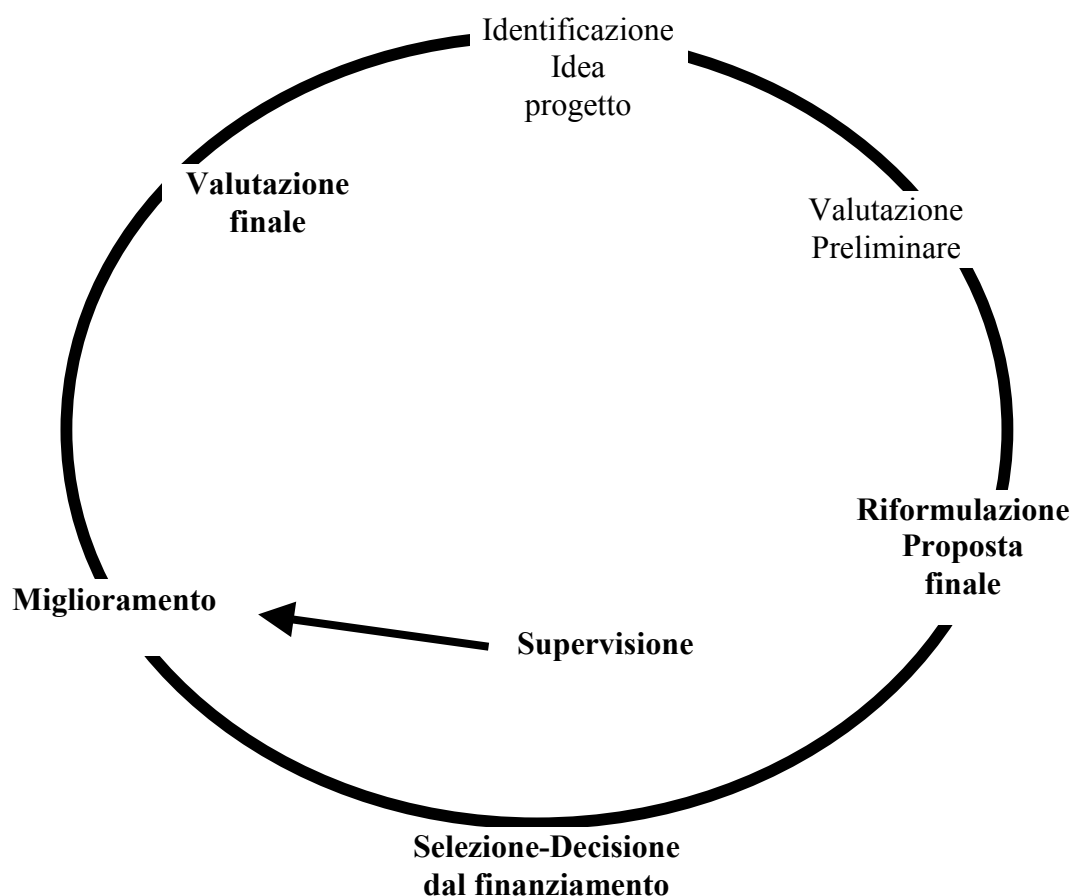 Identificazione
Idea
progetto
Valutazione
Preliminare
Riformulazione
Proposta
finale
Selezione-Decisione
dal finanziamento
Supervisione
Miglioramento
Valutazione
finale